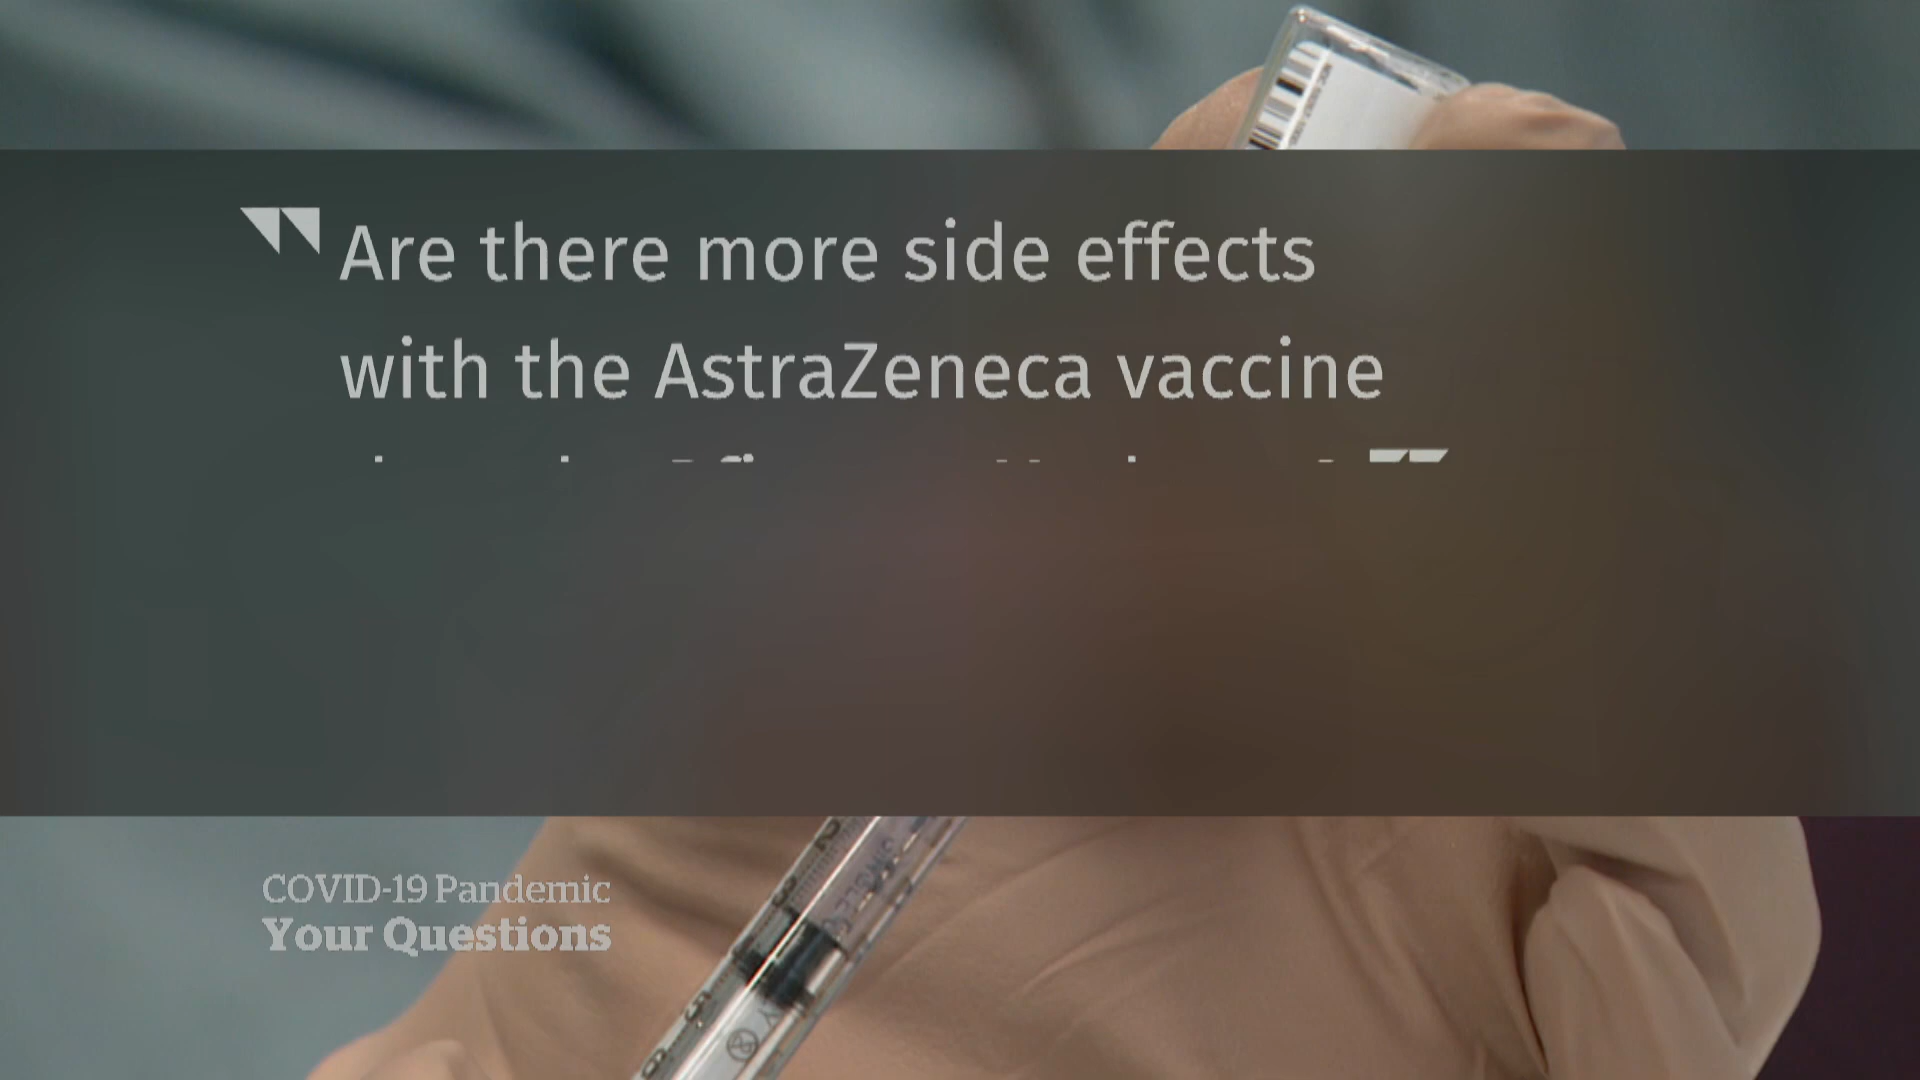 Are there more side effects
with the AstraZeneca vaccine
COVID-19 Pandemic
Your Questions